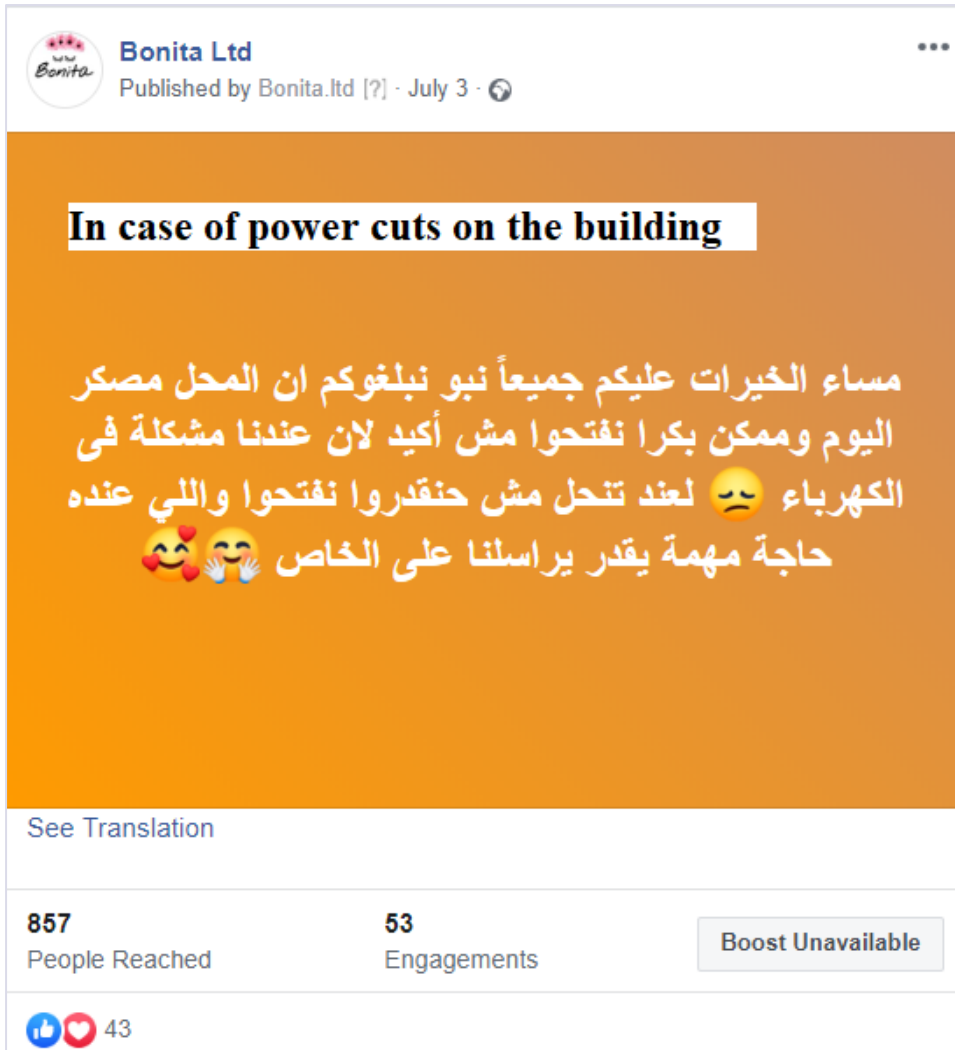 Bonita
Bonita Ltd
Published by Bonita.ltd [?] · July 3 ·
In case of power cuts on the building
مساء الخيرات عليكم جميعاً نبو نبلغوكم ان المحل مصكر
اليوم وممكن بكرا نفتحوا مش أكيد لان عندنا مشكلة فى
الكهرباء 😞 لعند تنحل مش حنقدروا نفتحوا واللي عنده
حاجة مهمة يقدر يراسلنا على الخاص 🤗🥰
See Translation
857
People Reached
53
Engagements
Boost Unavailable
43